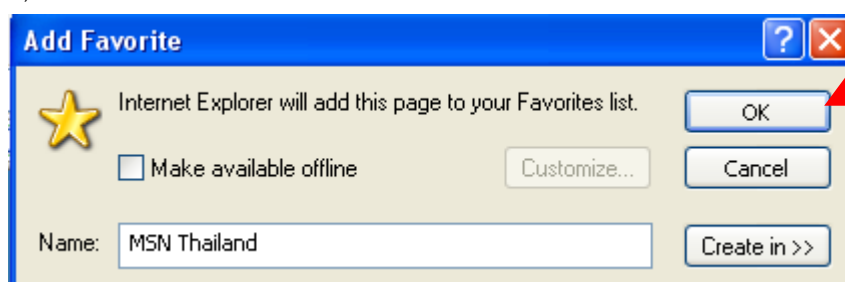 Add Favorite
Internet Explorer will add this page to your Favorites list.
OK
Make available offline
Customize...
Cancel
Name: MSN Thailand
Create in >>